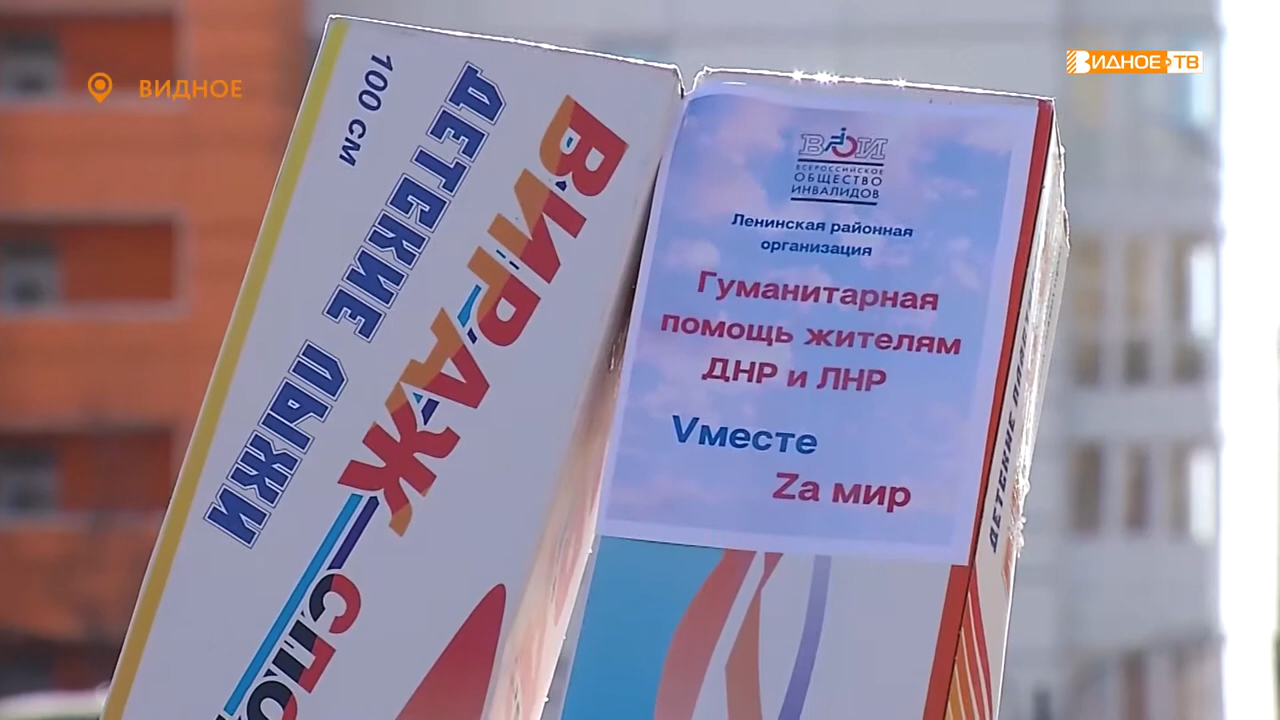 ВИДНОЕ
ВИДНОЕ•ТВ
100 СМ
ДЕТСКИЕ ЛЫЖИ
ВИРАЖ
ВОИ
ВСЕРОССИЙСКОЕ
ОБЩЕСТВО
ИНВАЛИДОВ
Ленинская районная
организация
Гуманитарная
помощь жителям
ДНР и ЛНР
Vместе
Zа мир
ДЕТСКИЕ